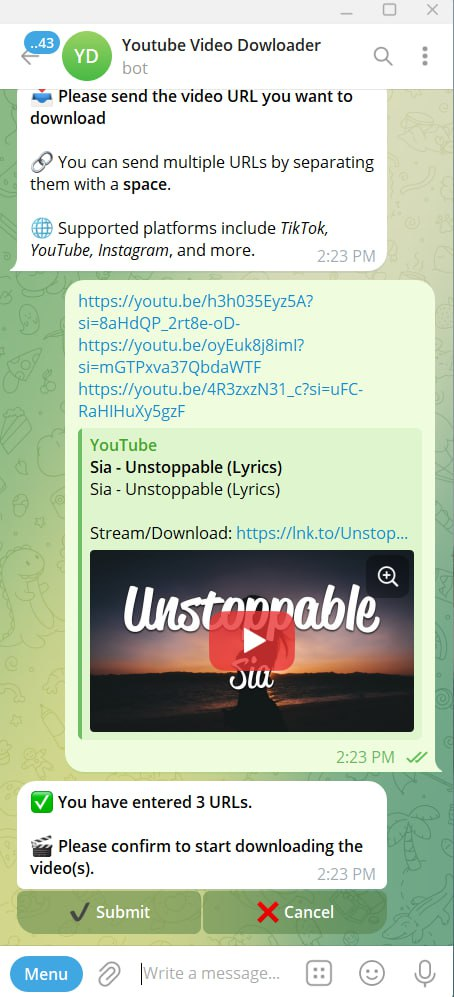 ..43
YD
Youtube Video Dowloader
bot
📥 Please send the video URL you want to
download
🔗 You can send multiple URLs by separating
them with a space.
🌐 Supported platforms include TikTok,
YouTube, Instagram, and more.
2:23 PM
https://youtu.be/h3h035Eyz5A?
si=8aHdQP_2rt8e-oD-
https://youtu.be/oyEuk8j8imI?
si=mGTPxva37QbdaWTF
https://youtu.be/4R3zxzN31_c?si=uFC-
RaHIHuXy5gzF
YouTube
Sia - Unstoppable (Lyrics)
Sia - Unstoppable (Lyrics)
Stream/Download: https://lnk.to/Unstop...
Unstoppable
Sia
2:23 PM
✅ You have entered 3 URLs.
🎬 Please confirm to start downloading the
video(s).
2:23 PM
✔ Submit
❌ Cancel
Menu
Write a message...